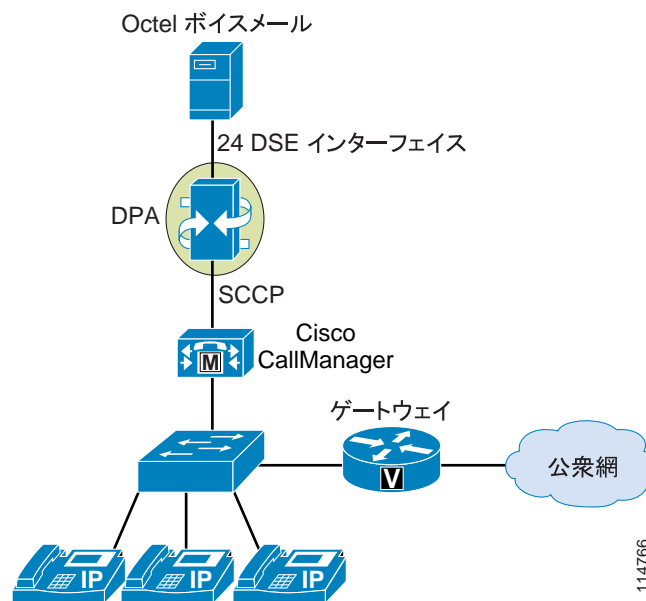 Octel ボイスメール
24 DSE インターフェイス
DPA
SCCP
Cisco
CallManager
M
ゲートウェイ
V
公衆網
IP
IP
IP
114766